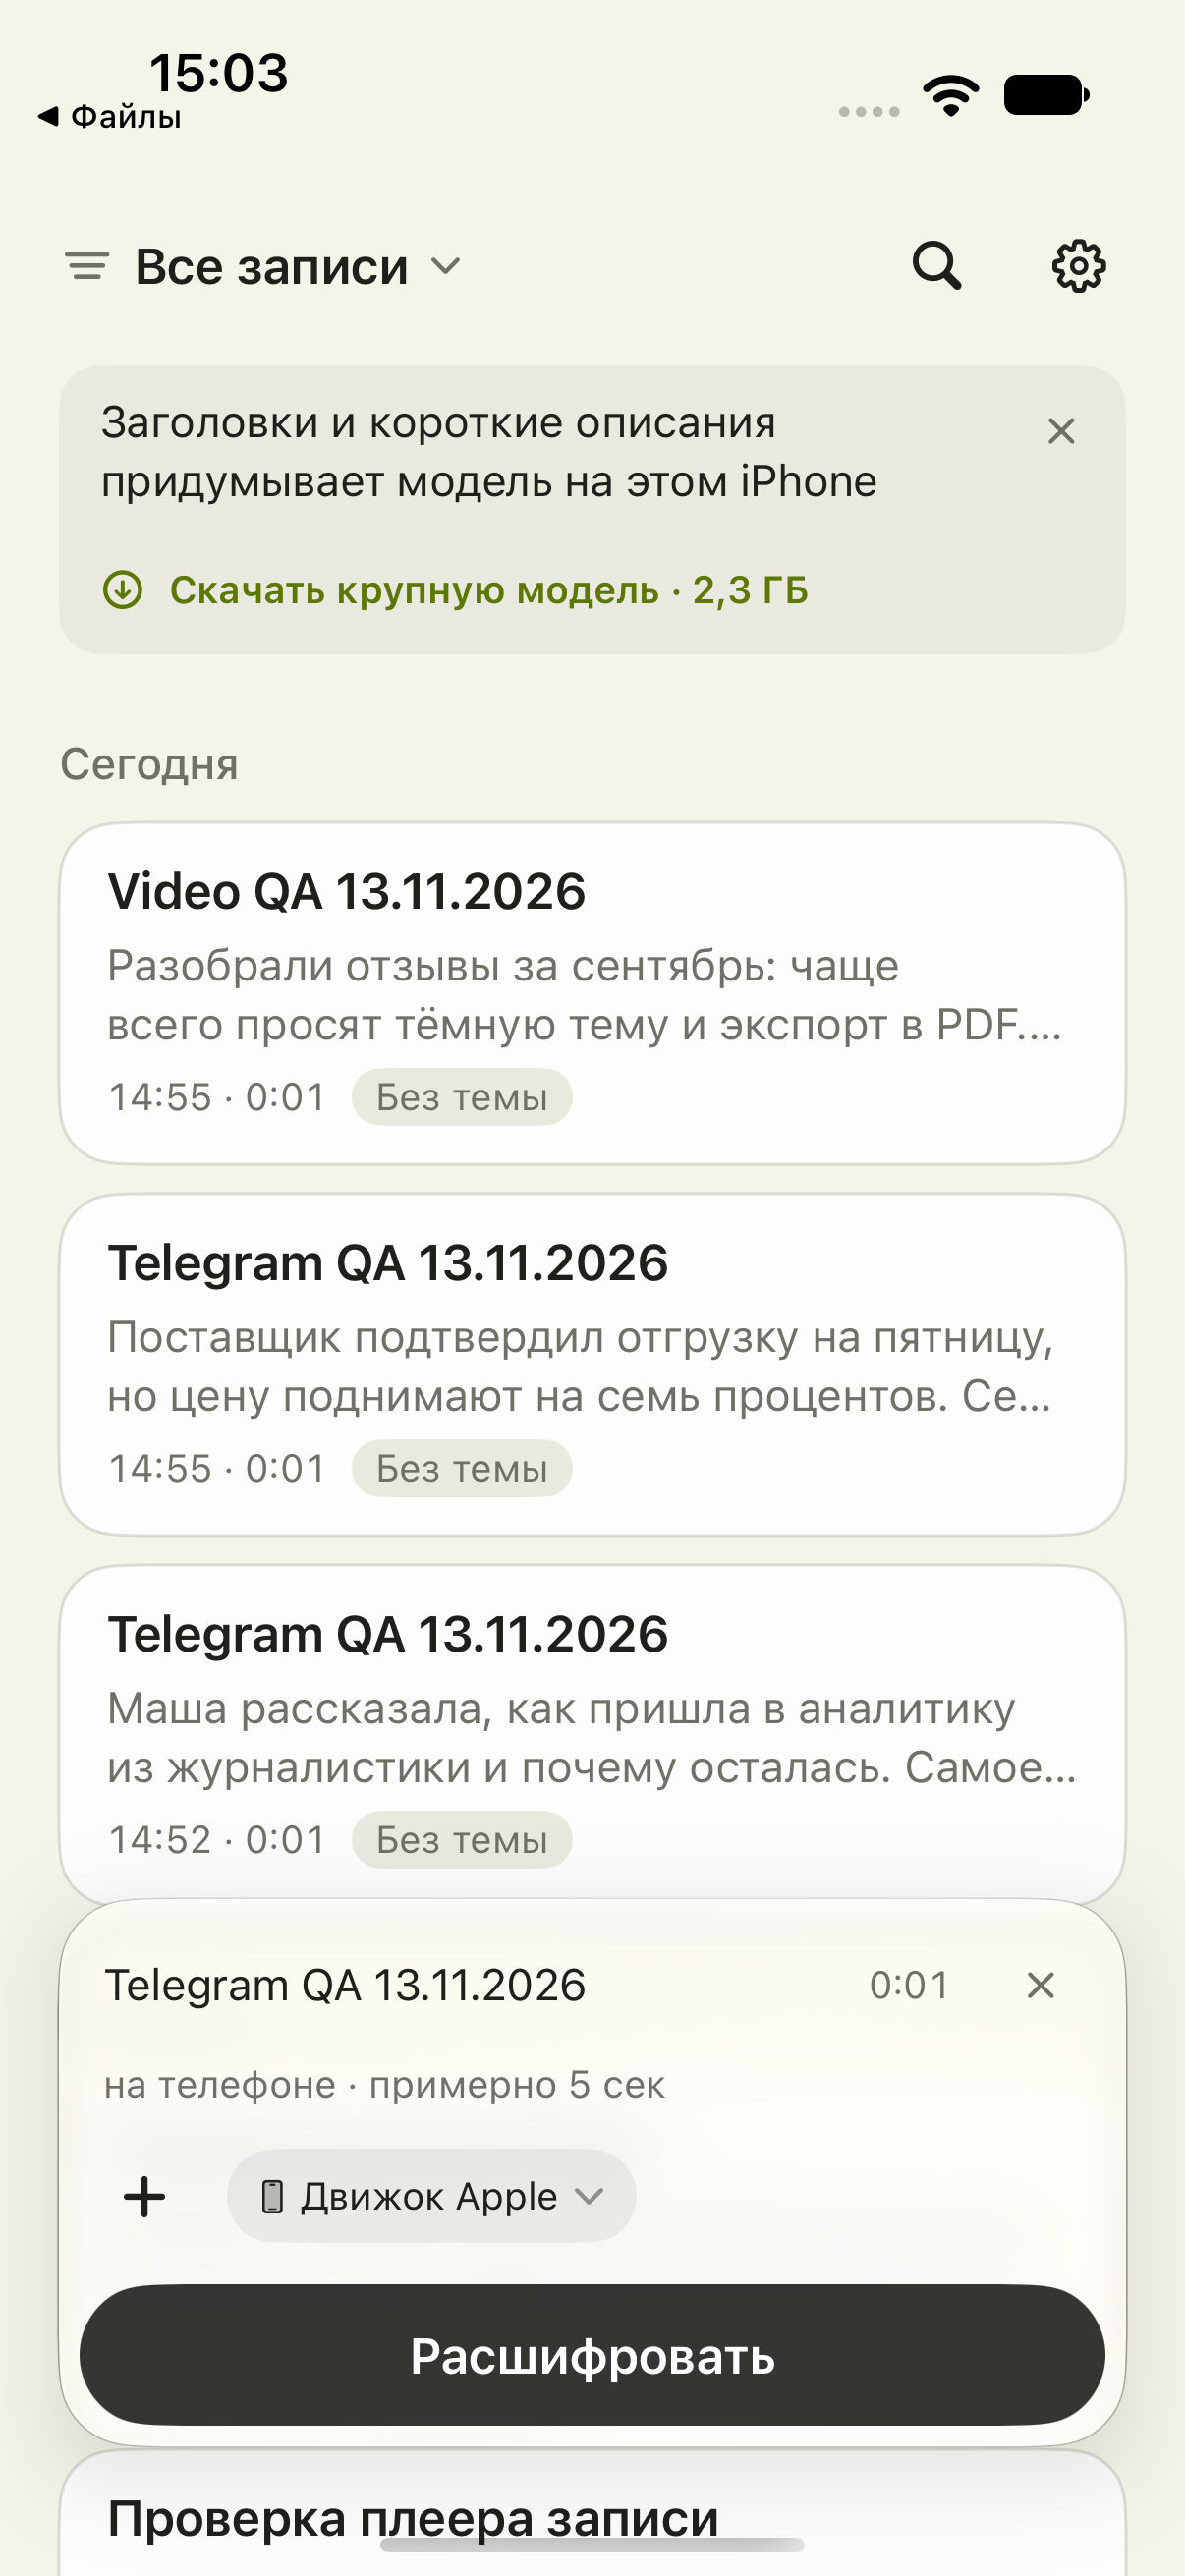 15:03
Файлы
Все записи
Заголовки и короткие описания
придумывает модель на этом iPhone
Скачать крупную модель · 2,3 ГБ
Сегодня
Video QA 13.11.2026
Разобрали отзывы за сентябрь: чаще
всего просят тёмную тему и экспорт в PDF....
14:55 · 0:01 Без темы
Telegram QA 13.11.2026
Поставщик подтвердил отгрузку на пятницу,
но цену поднимают на семь процентов. Се...
14:55 · 0:01 Без темы
Telegram QA 13.11.2026
Маша рассказала, как пришла в аналитику
из журналистики и почему осталась. Самое...
14:52 · 0:01 Без темы
Telegram QA 13.11.2026 0:01
на телефоне · примерно 5 сек
Движок Apple
Расшифровать
Проверка плеера записи